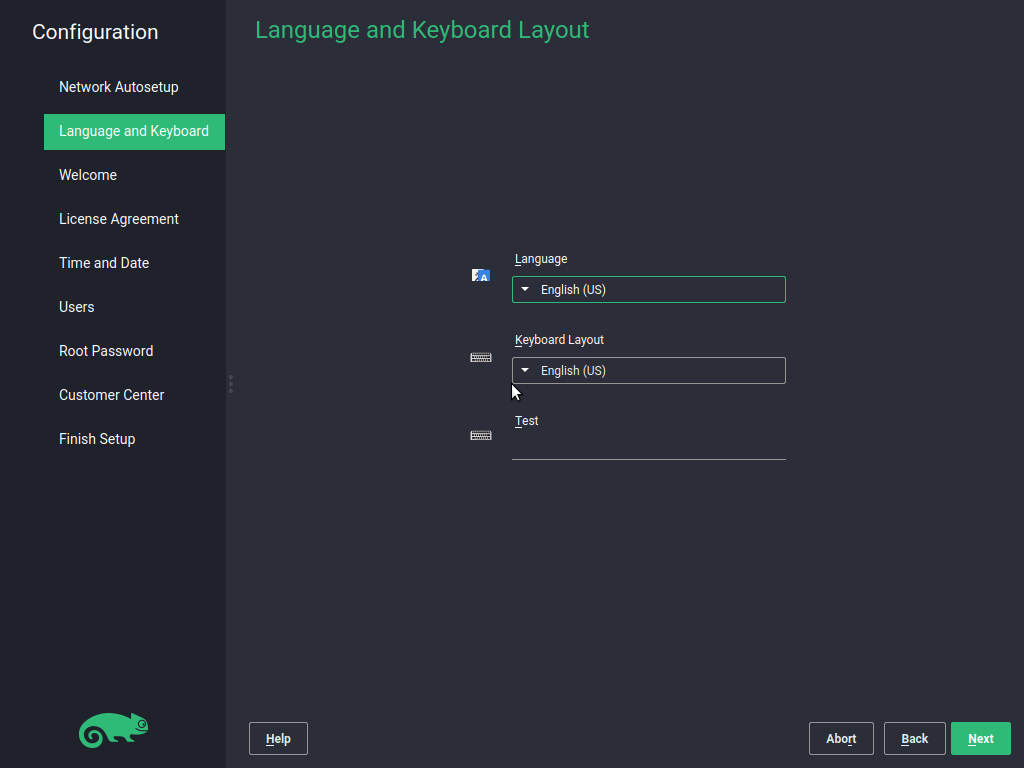 Configuration
Network Autosetup
Language and Keyboard
Welcome
License Agreement
Time and Date
Users
Root Password
Customer Center
Finish Setup
Language and Keyboard Layout
Language
English (US)
Keyboard Layout
English (US)
Test
Help
Abort
Back
Next